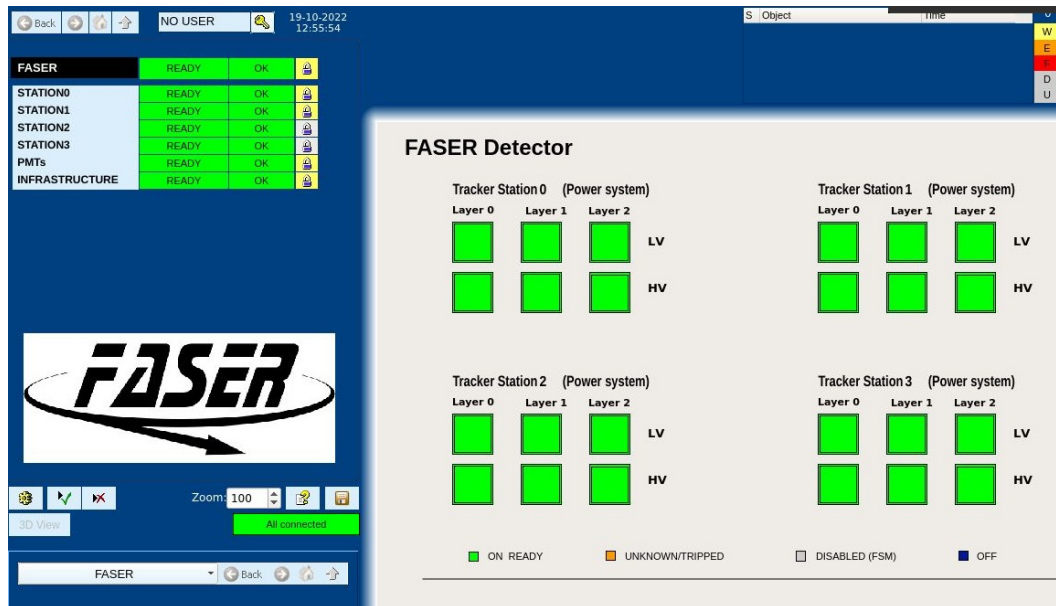 Back
NO USER
19-10-2022
12:55:54
S Object Time
W
E
F
D
U
FASER READY OK
STATION0 READY OK
STATION1 READY OK
STATION2 READY OK
STATION3 READY OK
PMTs READY OK
INFRASTRUCTURE READY OK
FASER
Zoom: 100
3D View
All connected
FASER
Back
FASER Detector
Tracker Station 0 (Power system)
Layer 0 Layer 1 Layer 2
LV
HV
Tracker Station 1 (Power system)
Layer 0 Layer 1 Layer 2
LV
HV
Tracker Station 2 (Power system)
Layer 0 Layer 1 Layer 2
LV
HV
Tracker Station 3 (Power system)
Layer 0 Layer 1 Layer 2
LV
HV
ON READY
UNKNOWN/TRIPPED
DISABLED (FSM)
OFF